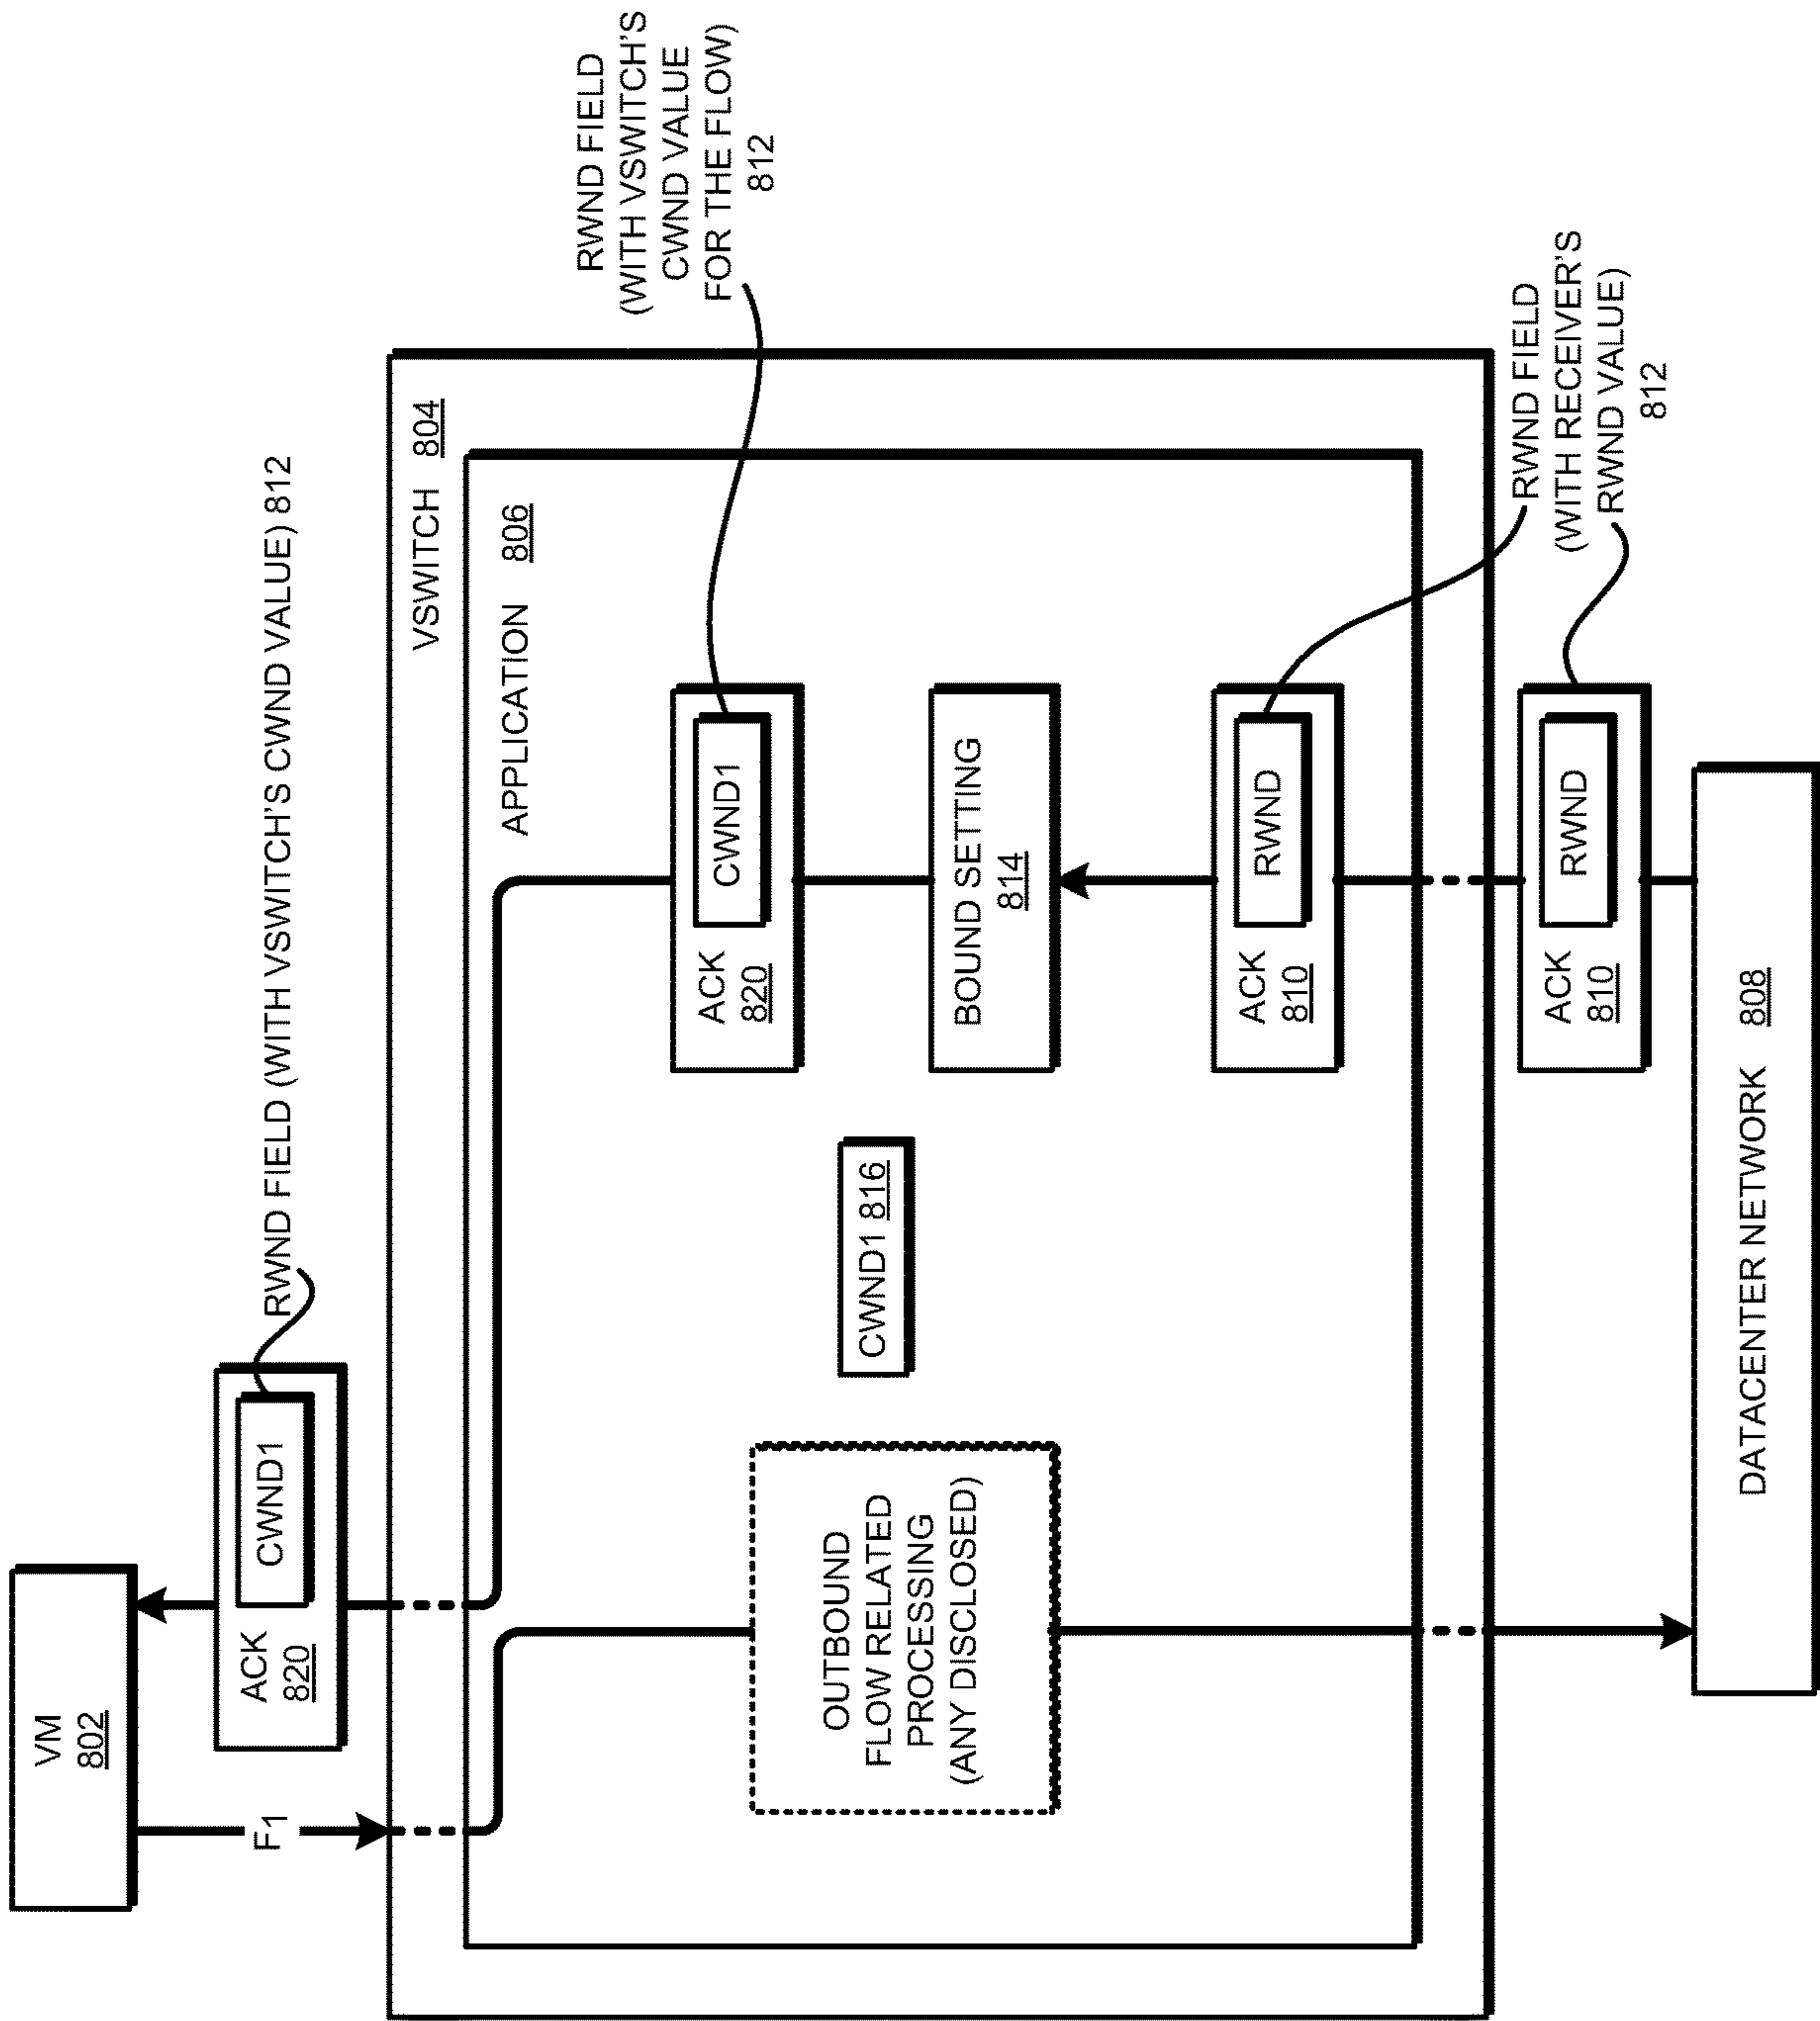 VM
802
F1
ACK
820
CWND1
RWND FIELD (WITH VSWITCH'S CWND VALUE) 812
VSWITCH 804
APPLICATION 806
RWND FIELD
(WITH VSWITCH'S
CWND VALUE
FOR THE FLOW)
812
ACK
820
CWND1
OUTBOUND
FLOW RELATED
PROCESSING
(ANY DISCLOSED)
CWND1 816
BOUND SETTING
814
ACK
810
RWND
RWND FIELD
(WITH RECEIVER'S
RWND VALUE)
812
ACK
810
RWND
DATACENTER NETWORK 808